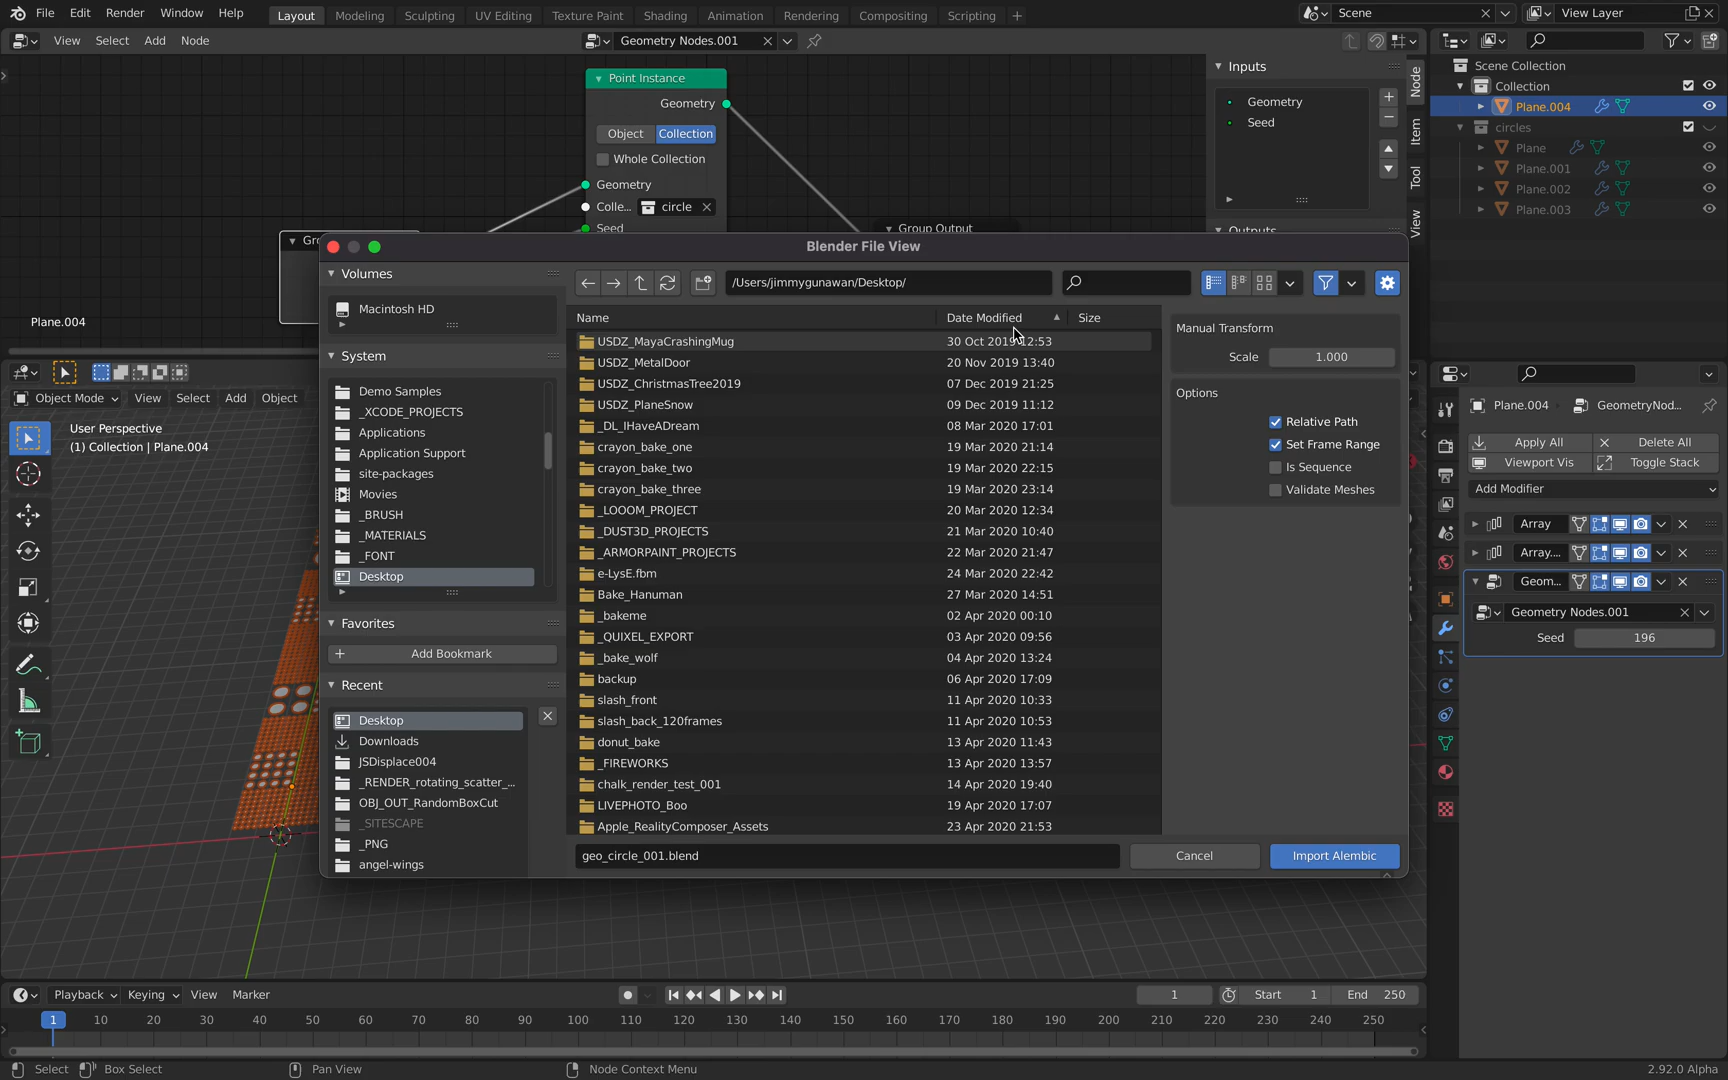 File Edit Render Window Help Layout Modeling Sculpting UV Editing Texture Paint Shading Animation Rendering Compositing Scripting + Scene View Layer
View Select Add Node Geometry Nodes.001
Point Instance
Geometry
Object Collection
Whole Collection
Geometry
Colle... circle
Seed
Group Output
Gr
Plane.004
Inputs
Geometry
Seed
Outputs
Node
Item
Tool
View
Scene Collection
Collection
Plane.004
circles
Plane
Plane.001
Plane.002
Plane.003
Object Mode View Select Add Object
User Perspective
(1) Collection | Plane.004
Blender File View
Volumes
Macintosh HD
System
Demo Samples
_XCODE_PROJECTS
Applications
Application Support
site-packages
Movies
_BRUSH
_MATERIALS
_FONT
Desktop
Favorites
+ Add Bookmark
Recent
Desktop
Downloads
JSDisplace004
_RENDER_rotating_scatter_...
OBJ_OUT_RandomBoxCut
_SITESCAPE
_PNG
angel-wings
/Users/jimmygunawan/Desktop/
Name Date Modified Size
USDZ_MayaCrashingMug 30 Oct 2019 12:53
USDZ_MetalDoor 20 Nov 2019 13:40
USDZ_ChristmasTree2019 07 Dec 2019 21:25
USDZ_PlaneSnow 09 Dec 2019 11:12
_DL_IHaveADream 08 Mar 2020 17:01
crayon_bake_one 19 Mar 2020 21:14
crayon_bake_two 19 Mar 2020 22:15
crayon_bake_three 19 Mar 2020 23:14
_LOOOM_PROJECT 20 Mar 2020 12:34
_DUST3D_PROJECTS 21 Mar 2020 10:40
_ARMORPAINT_PROJECTS 22 Mar 2020 21:47
e-LysE.fbm 24 Mar 2020 22:42
Bake_Hanuman 27 Mar 2020 14:51
_bakeme 02 Apr 2020 00:10
_QUIXEL_EXPORT 03 Apr 2020 09:56
_bake_wolf 04 Apr 2020 13:24
backup 06 Apr 2020 17:09
slash_front 11 Apr 2020 10:33
slash_back_120frames 11 Apr 2020 10:53
donut_bake 13 Apr 2020 11:43
_FIREWORKS 13 Apr 2020 13:57
chalk_render_test_001 14 Apr 2020 19:40
LIVEPHOTO_Boo 19 Apr 2020 17:07
Apple_RealityComposer_Assets 23 Apr 2020 21:53
Manual Transform
Scale 1.000
Options
Relative Path
Set Frame Range
Is Sequence
Validate Meshes
geo_circle_001.blend Cancel Import Alembic
Plane.004 GeometryNod...
Apply All Delete All
Viewport Vis Toggle Stack
Add Modifier
Array
Array....
Geom...
Geometry Nodes.001
Seed 196
Playback Keying View Marker 1 Start 1 End 250
1 10 20 30 40 50 60 70 80 90 100 110 120 130 140 150 160 170 180 190 200 210 220 230 240 250
Select Box Select Pan View Node Context Menu 2.92.0 Alpha